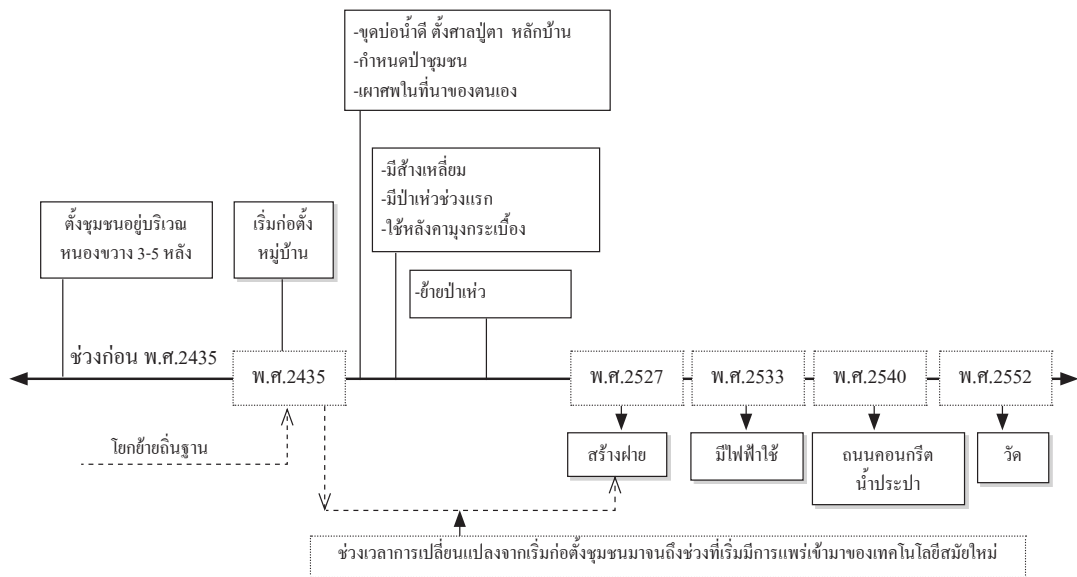 -ขุดบ่อน้ำดี ตั้งศาลปู่ตา หลักบ้าน
-กำหนดป่าชุมชน
-เผาศพในที่นาของตนเอง
-มีส้างเหลี่ยม
-มีป่าเห่วช่วงแรก
-ใช้หลังคามุงกระเบื้อง
ตั้งชุมชนอยู่บริเวณ
หนองขวาง 3-5 หลัง
เริ่มก่อตั้ง
หมู่บ้าน
-ย้ายป่าเห่ว
ช่วงก่อน พ.ศ.2435
พ.ศ.2435
พ.ศ.2527
พ.ศ.2533
พ.ศ.2540
พ.ศ.2552
โยกย้ายถิ่นฐาน
สร้างฝาย
มีไฟฟ้าใช้
ถนนคอนกรีต
น้ำประปา
วัด
ช่วงเวลาการเปลี่ยนแปลงจากเริ่มก่อตั้งชุมชนมาจนถึงช่วงที่เริ่มมีการแพร่เข้ามาของเทคโนโลยีสมัยใหม่